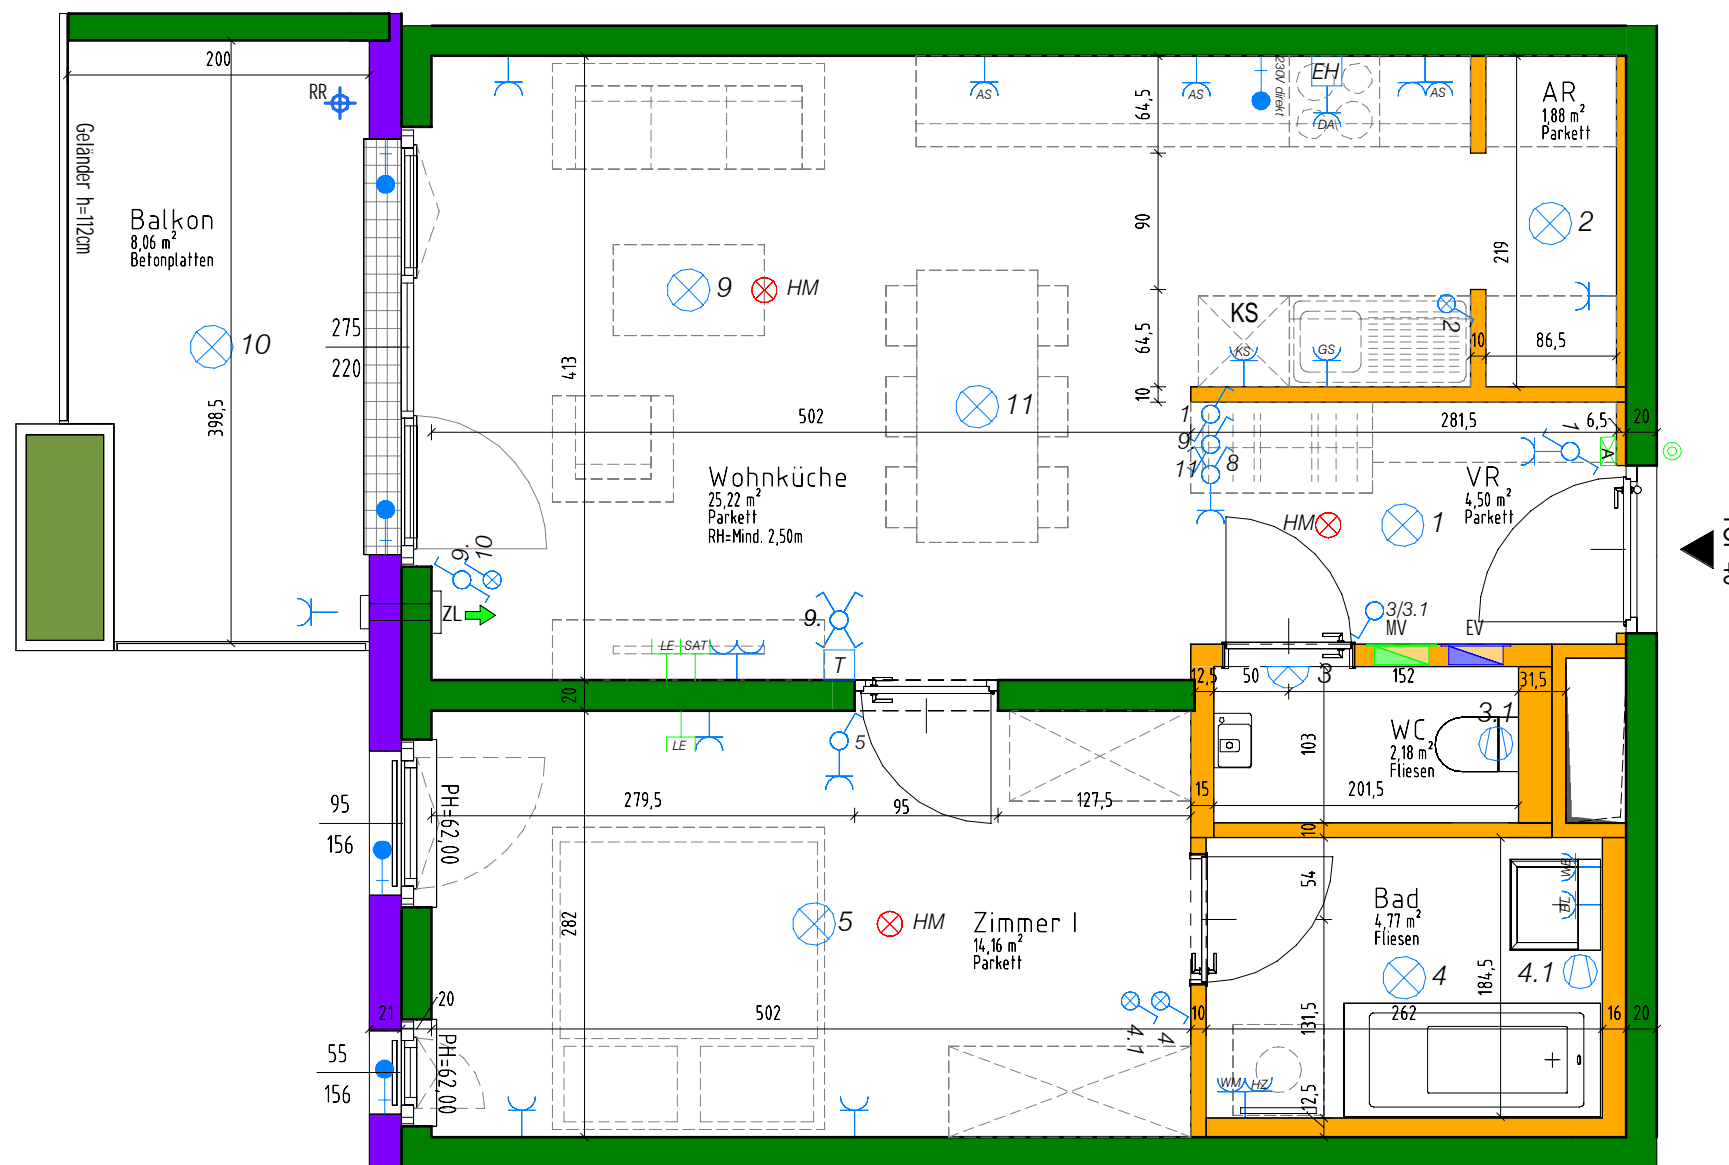 200
RR
Geländer h=112cm
Balkon
8,06 m²
Betonplatten
10
275
220
398,5
413
AS
AS
230V direkt
EH
DA
AS
64,5
90
64,5
10
AR
1,88 m²
Parkett
2
219
9
HM
KS
KS
GS
2
10
86,5
11
502
1
9
11
8
281,5
6,5
20
1
A
Wohnküche
25,22 m²
Parkett
RH=Mind. 2,50m
VR
4,50 m²
Parkett
HM
1
9.
10
ZL
9.
T
LE
SAT
3/3.1
MV
EV
12,5
50
3
152
31,5
20
LE
5
WC
2,18 m²
Fliesen
3.1
103
15
201,5
10
95
156
PH=62,00
279,5
95
127,5
282
5
HM
Zimmer 1
14,16 m²
Parkett
54
Bad
4,77 m²
Fliesen
WB
4
4.1
184,5
131,5
262
16
20
21
20
502
10
4.1
4
55
156
PH=62,00
WM
HZ
12,5